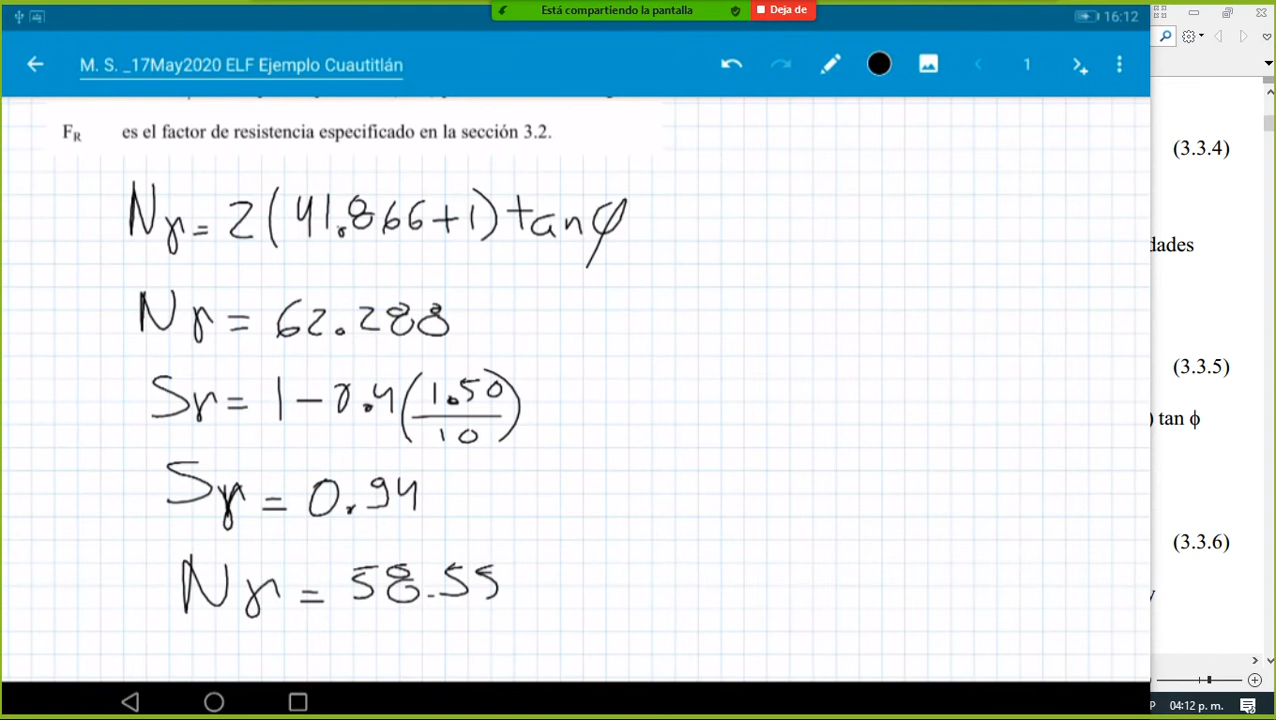 Está compartiendo la pantalla
Deja de
16:12
M. S. _17May2020 ELF Ejemplo Cuautitlán
1
F_R es el factor de resistencia especificado en la sección 3.2.
Nγ = 2(41.866+1) tan φ
Nγ = 62.288
Sγ = 1 - 0.4(1.50/10)
Sγ = 0.94
Nγ = 58.55
(3.3.4)
dades
(3.3.5)
) tan ϕ
(3.3.6)
y
P 04:12 p. m.